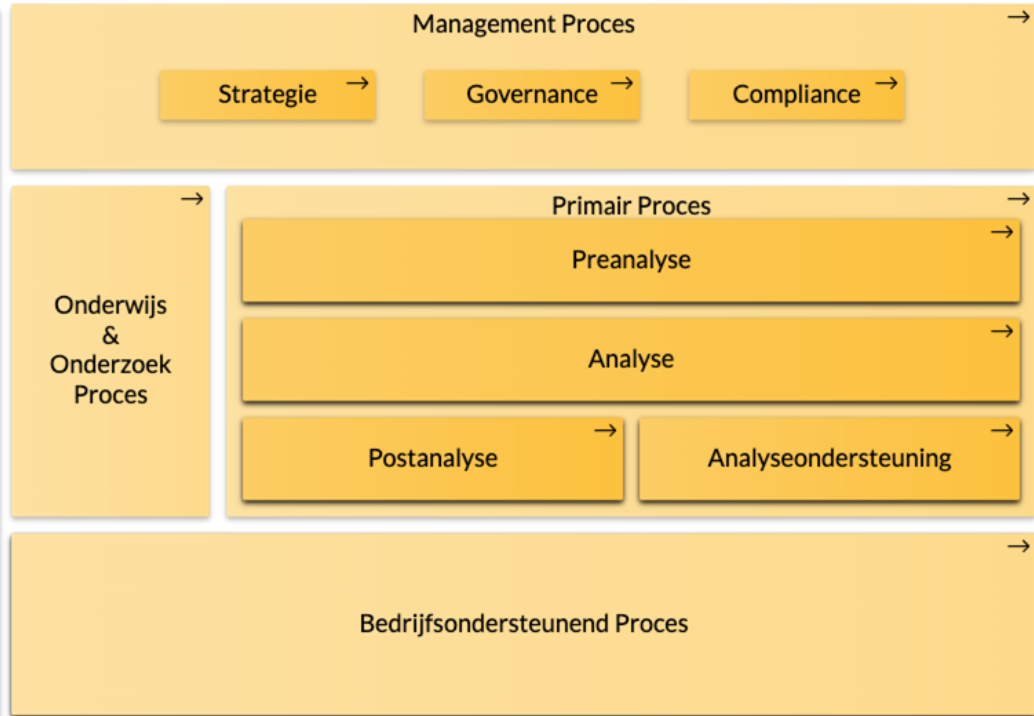 Management Proces
Strategie
Governance
Compliance
Primair Proces
Preanalyse
Onderwijs
&
Onderzoek
Proces
Analyse
Postanalyse
Analyseondersteuning
Bedrijfsondersteunend Proces